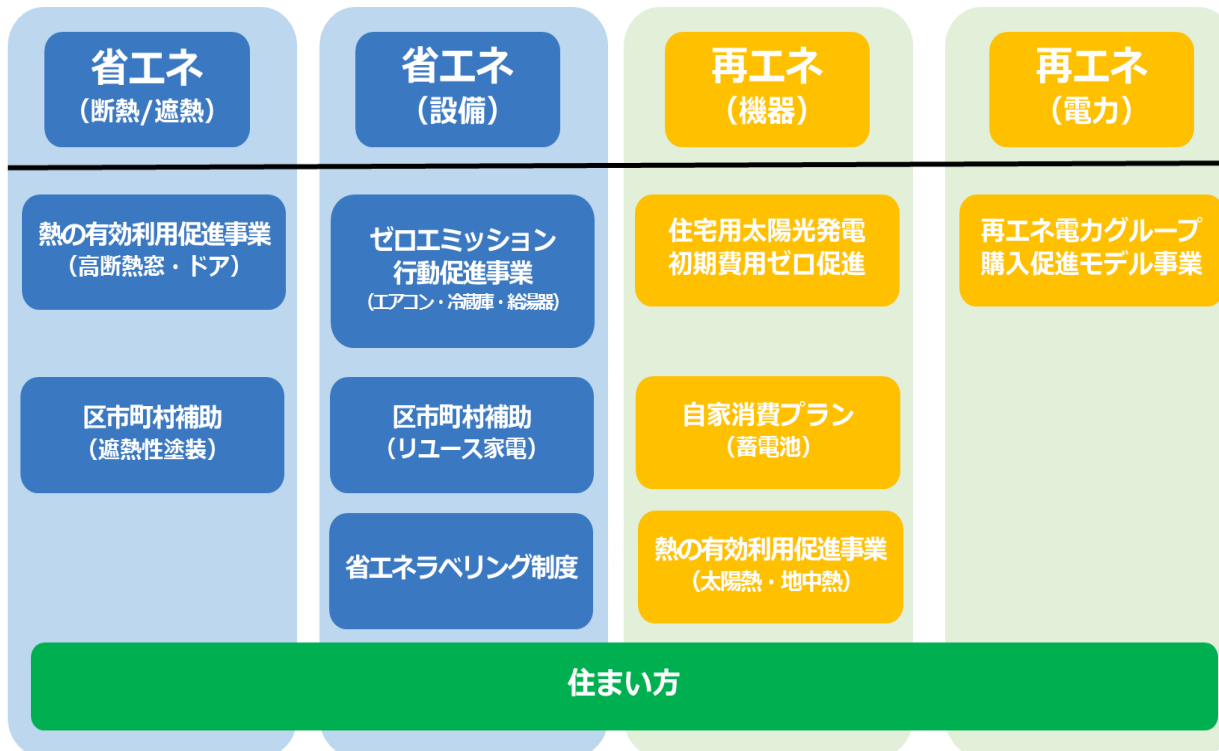 省エネ
（断熱/遮熱）
省エネ
（設備）
再エネ
（機器）
再エネ
（電力）
熱の有効利用促進事業
（高断熱窓・ドア）
ゼロエミッション
行動促進事業
（エアコン・冷蔵庫・給湯器）
住宅用太陽光発電
初期費用ゼロ促進
再エネ電力グループ
購入促進モデル事業
区市町村補助
（遮熱性塗装）
区市町村補助
（リユース家電）
自家消費プラン
（蓄電池）
省エネラベリング制度
熱の有効利用促進事業
（太陽熱・地中熱）
住まい方